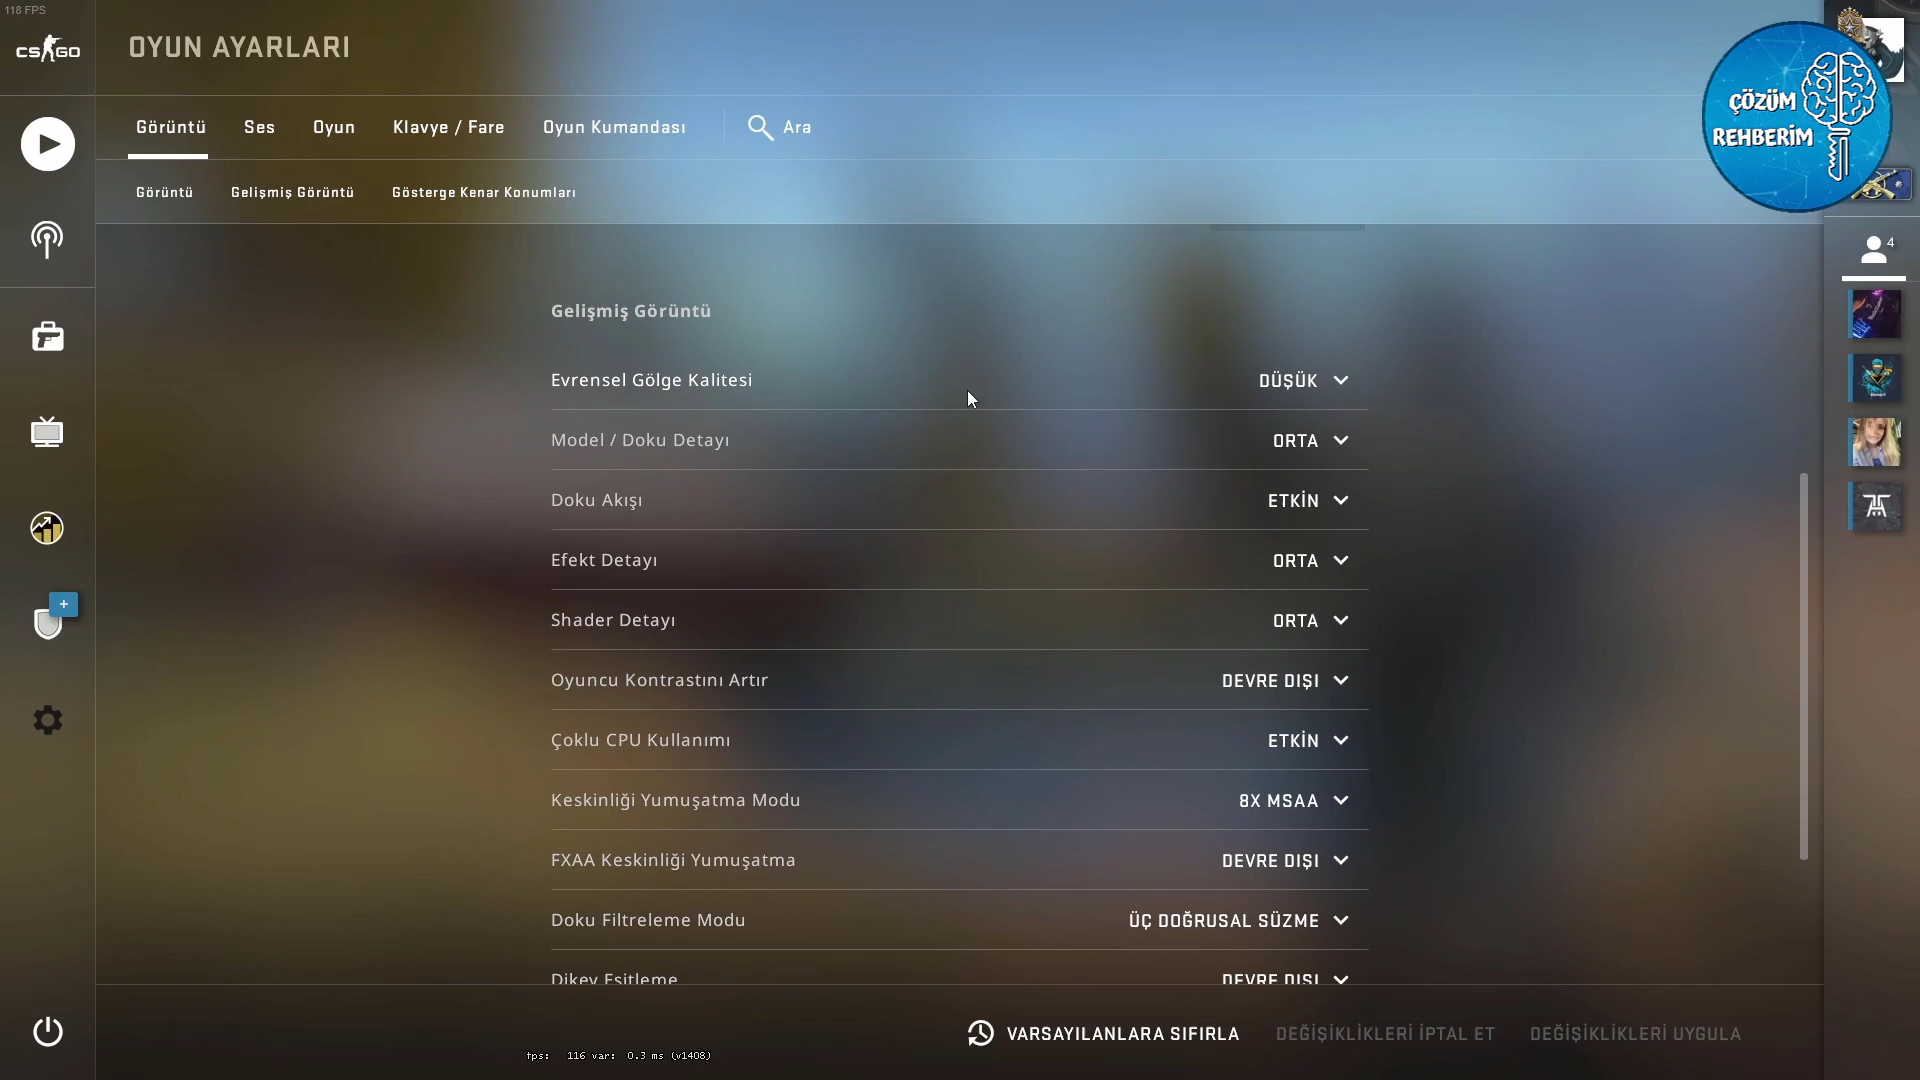 118 FPS
CS GO
OYUN AYARLARI
ÇÖZÜM
REHBERİM
Görüntü Ses Oyun Klavye / Fare Oyun Kumandası Ara
Görüntü Gelişmiş Görüntü Gösterge Kenar Konumları
4
Gelişmiş Görüntü
Evrensel Gölge Kalitesi DÜŞÜK
Model / Doku Detayı ORTA
Doku Akışı ETKİN
Efekt Detayı ORTA
Shader Detayı ORTA
+
Oyuncu Kontrastını Artır DEVRE DIŞI
Çoklu CPU Kullanımı ETKİN
Keskinliği Yumuşatma Modu 8X MSAA
FXAA Keskinliği Yumuşatma DEVRE DIŞI
Doku Filtreleme Modu ÜÇ DOĞRUSAL SÜZME
Dikey Eşitleme DEVRE DIŞI
VARSAYILANLARA SIFIRLA DEĞİŞİKLİKLERİ İPTAL ET DEĞİŞİKLİKLERİ UYGULA
fps: 116 var: 0.3 ms (v1408)